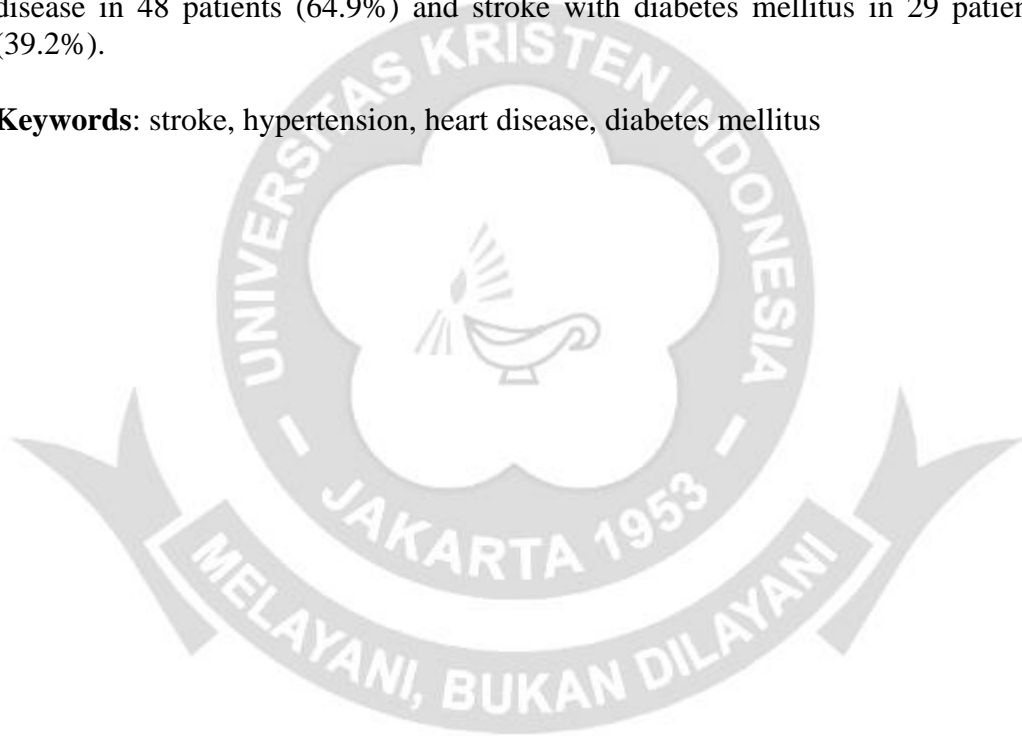 disease in 48 patients (64.9%) and stroke with diabetes mellitus in 29 patien
(39.2%).
Keywords: stroke, hypertension, heart disease, diabetes mellitus
UNIVERSITAS KRISTEN INDONESIA
- JAKARTA 1953 -
MELAYANI, BUKAN DILAYANI